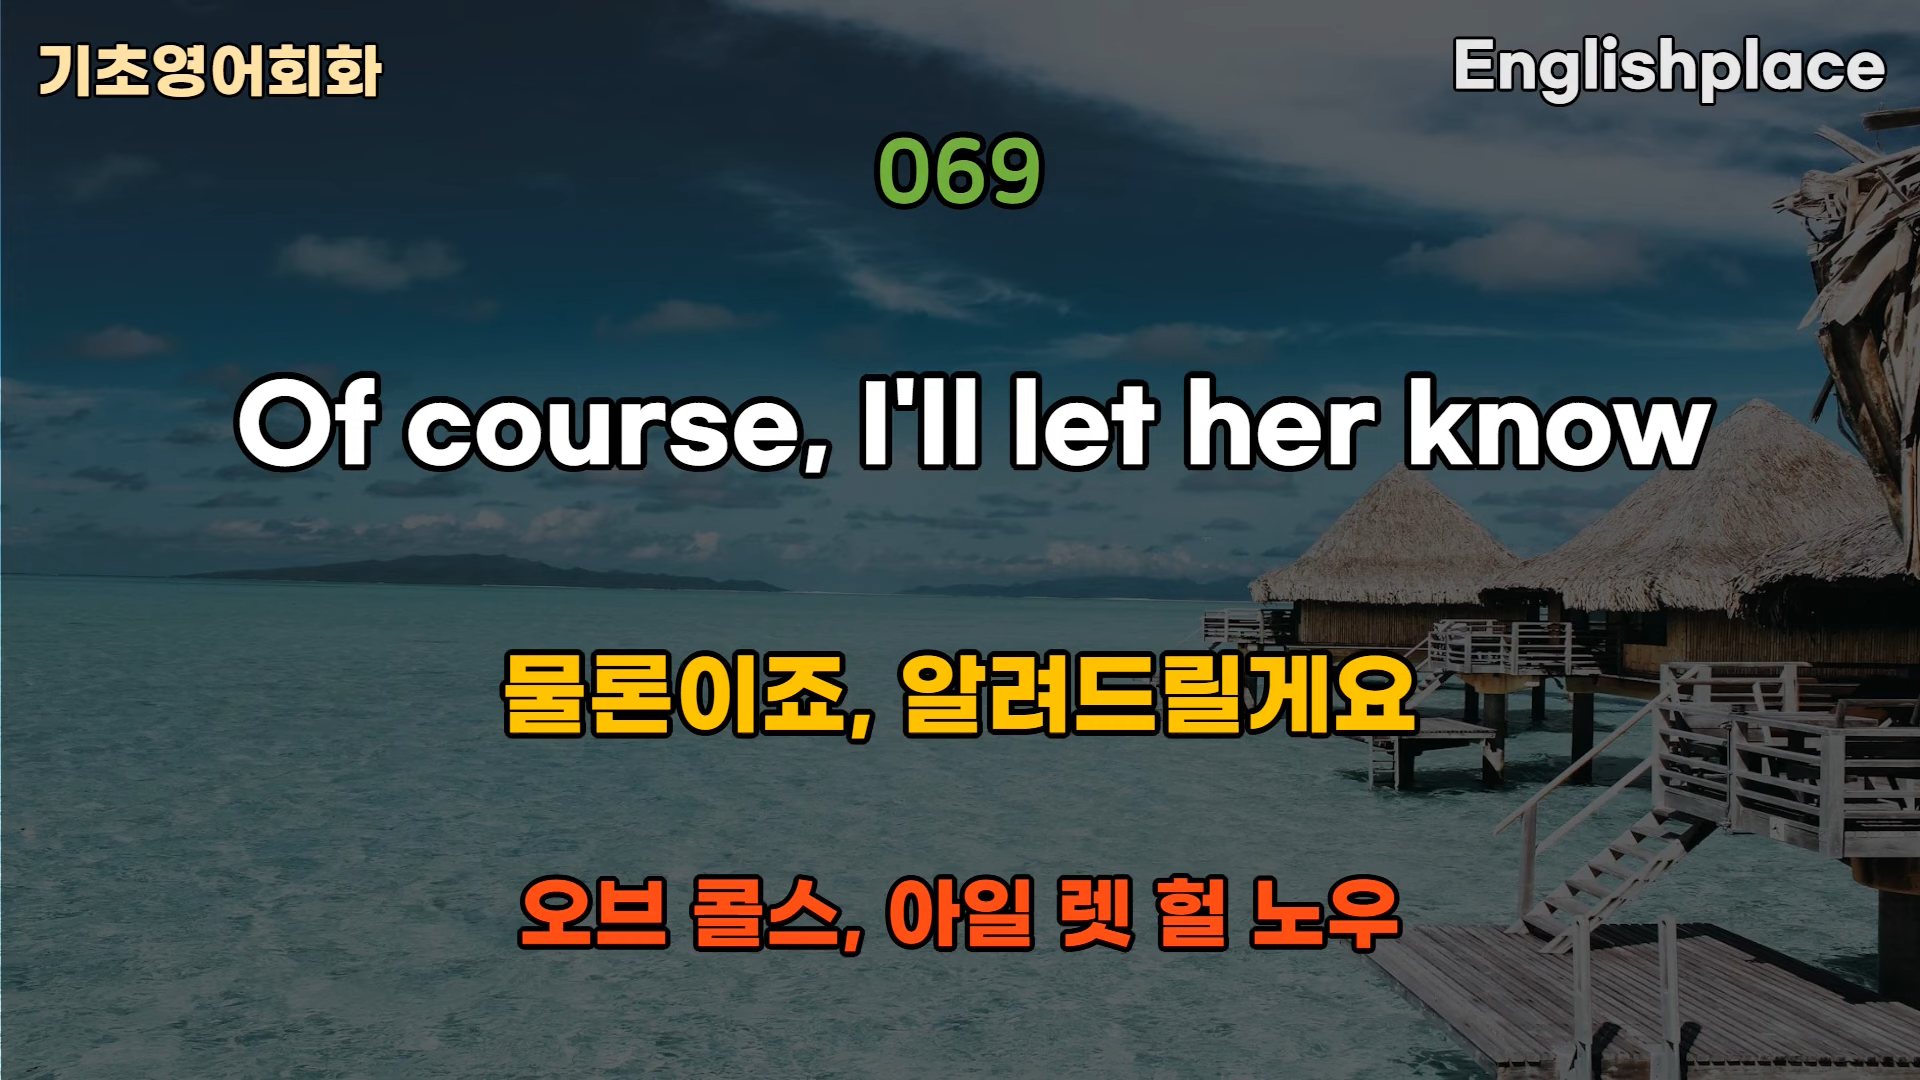 기초영어회화
Englishplace
069
Of course, I'll let her know
물론이죠, 알려드릴게요
오브 콜스, 아일 렛 헐 노우